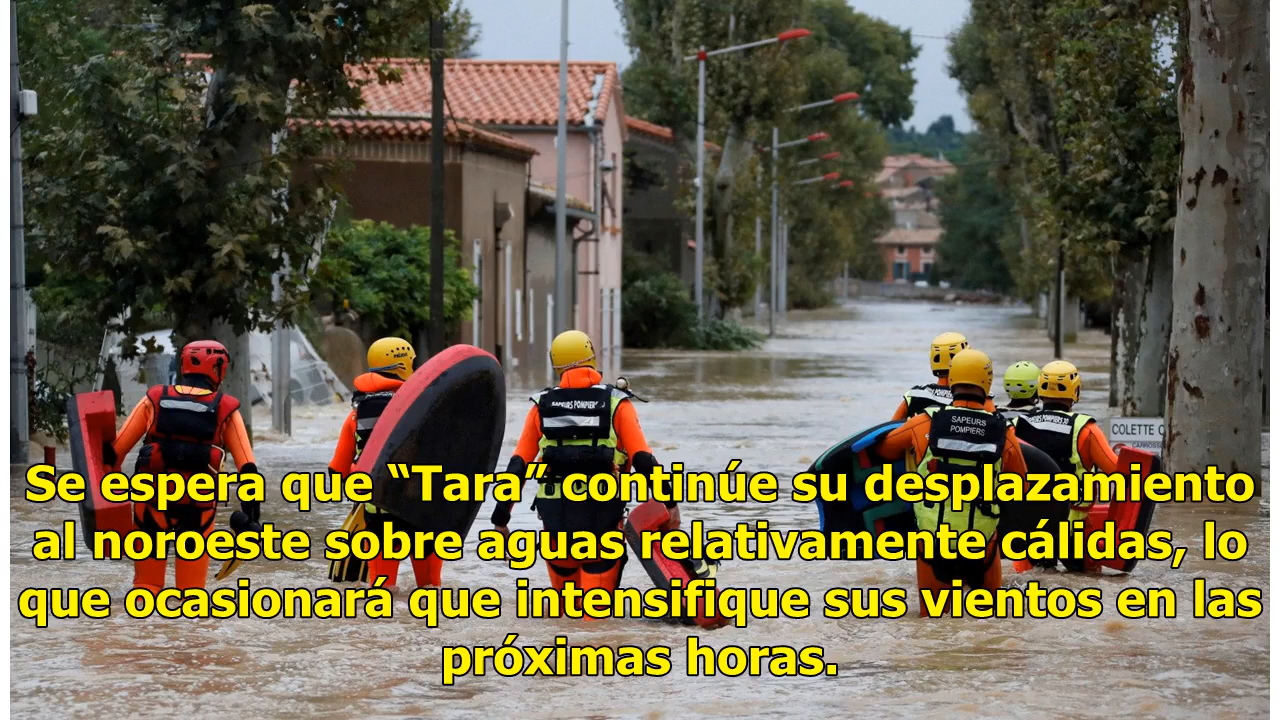 SAPEURS POMPIERS
SAPEURS
POMPIERS
COLETTE
Se espera que “Tara” continúe su desplazamiento
al noroeste sobre aguas relativamente cálidas, lo
que ocasionará que intensifique sus vientos en las
próximas horas.